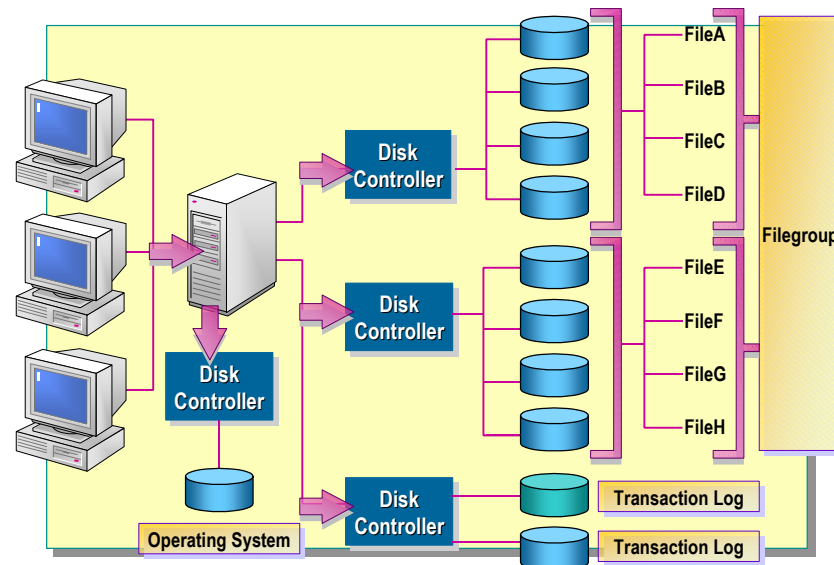 FileA
FileB
FileC
FileD
Disk
Controller
Filegroup
FileE
FileF
FileG
FileH
Disk
Controller
Disk
Controller
Operating System
Disk
Controller
Transaction Log
Transaction Log